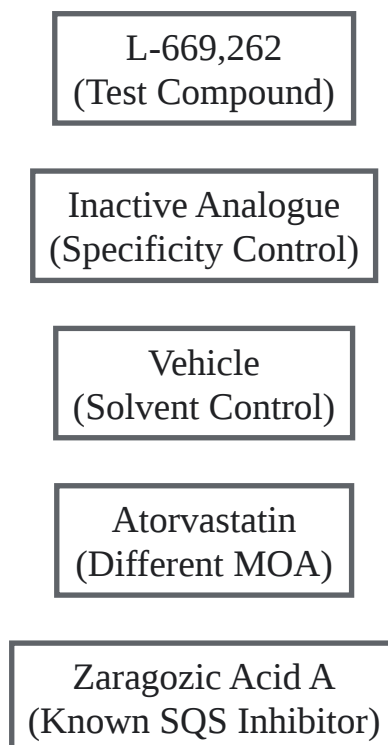 L-669,262
(Test Compound)
Inactive Analogue
(Specificity Control)
Vehicle
(Solvent Control)
Atorvastatin
(Different MOA)
Zaragozic Acid A
(Known SQS Inhibitor)